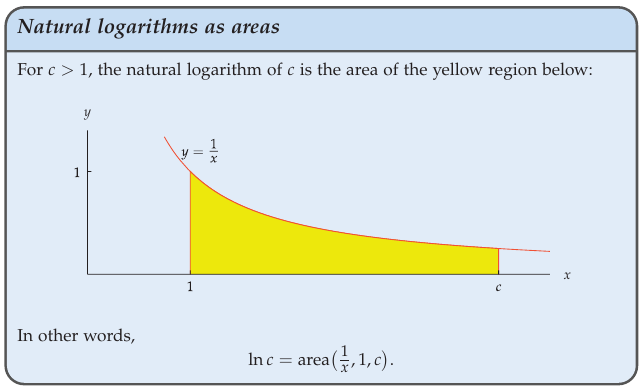 Natural logarithms as areas
For c > 1, the natural logarithm of c is the area of the yellow region below:
y
y = 1/x
1
1
c
x
In other words,
ln c = area(1/x, 1, c).